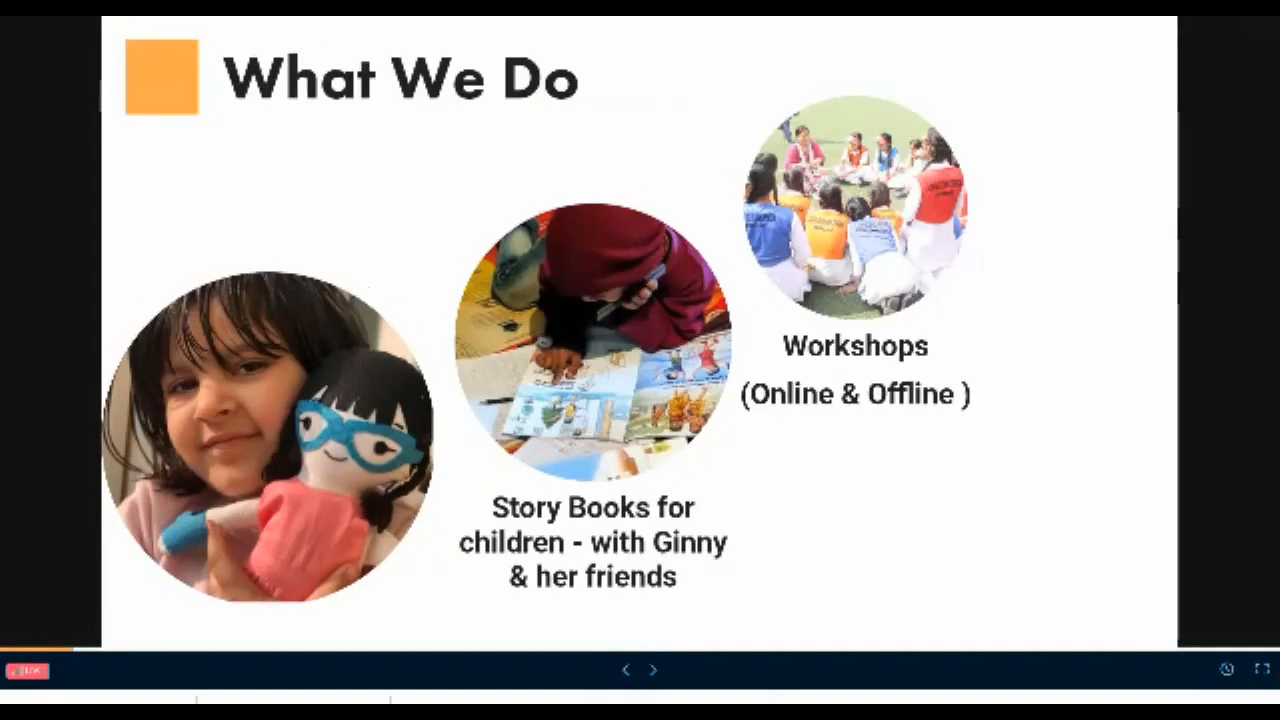 What We Do
Workshops
(Online & Offline )
Story Books for
children - with Ginny
& her friends